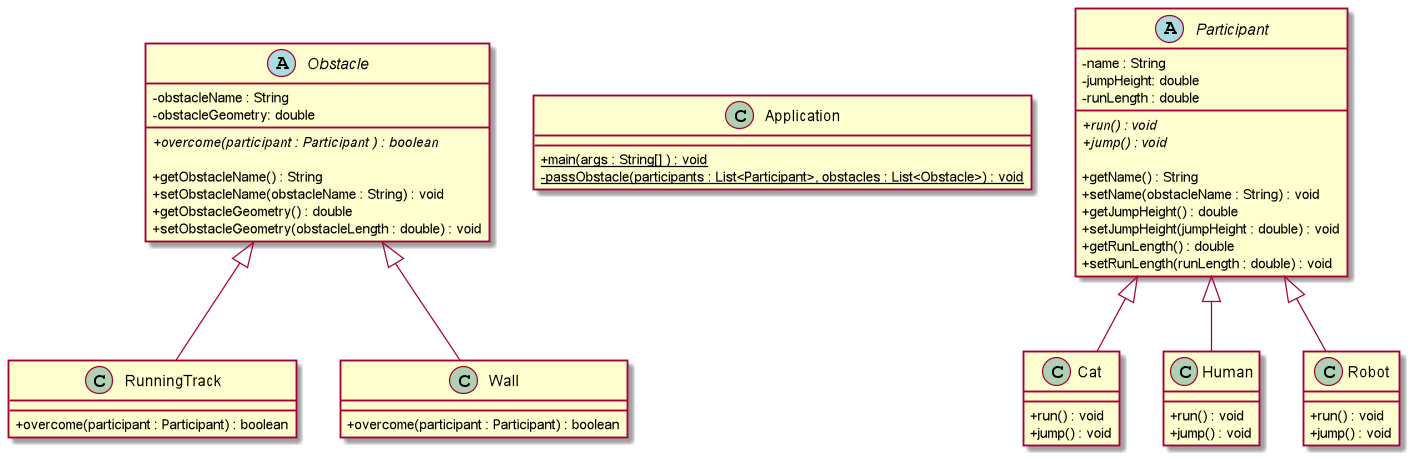 A Obstacle
-obstacleName : String
-obstacleGeometry: double
+overcome(participant : Participant ) : boolean
+getObstacleName() : String
+setObstacleName(obstacleName : String) : void
+getObstacleGeometry() : double
+setObstacleGeometry(obstacleLength : double) : void
C Application
+main(args : String[] ) : void
-passObstacle(participants : List<Participant>, obstacles : List<Obstacle>) : void
A Participant
-name : String
-jumpHeight: double
-runLength : double
+run() : void
+jump() : void
+getName() : String
+setName(obstacleName : String) : void
+getJumpHeight() : double
+setJumpHeight(jumpHeight : double) : void
+getRunLength() : double
+setRunLength(runLength : double) : void
C RunningTrack
+overcome(participant : Participant) : boolean
C Wall
+overcome(participant : Participant) : boolean
C Cat
+run() : void
+jump() : void
C Human
+run() : void
+jump() : void
C Robot
+run() : void
+jump() : void